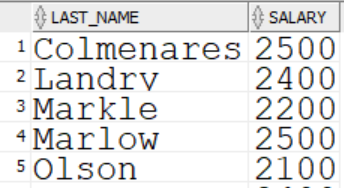 LAST_NAME SALARY
1 Colmenares 2500
2 Landry 2400
3 Markle 2200
4 Marlow 2500
5 Olson 2100